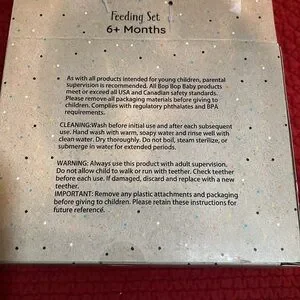 Feeding Set
6+ Months
As with all products intended for young children, parental
supervision is recommended. All Bop Bop Baby products
meet or exceed all USA and Canadian safety standards.
Please remove all packaging materials before giving to
children. Complies with regulatory phthalates and BPA
requirements.
CLEANING:Wash before initial use and after each subsequent
use. Hand wash with warm, soapy water and rinse well with
clean water. Dry thoroughly. Do not boil, steam sterilize, or
submerge in water for extended periods.
WARNING: Always use this product with adult supervision.
Do not allow child to walk or run with teether. Check teether
before each use. If damaged, discard and replace with a new
teether.
IMPORTANT: Remove any plastic attachments and packaging
before giving to children. Please retain these instructions for
future reference.